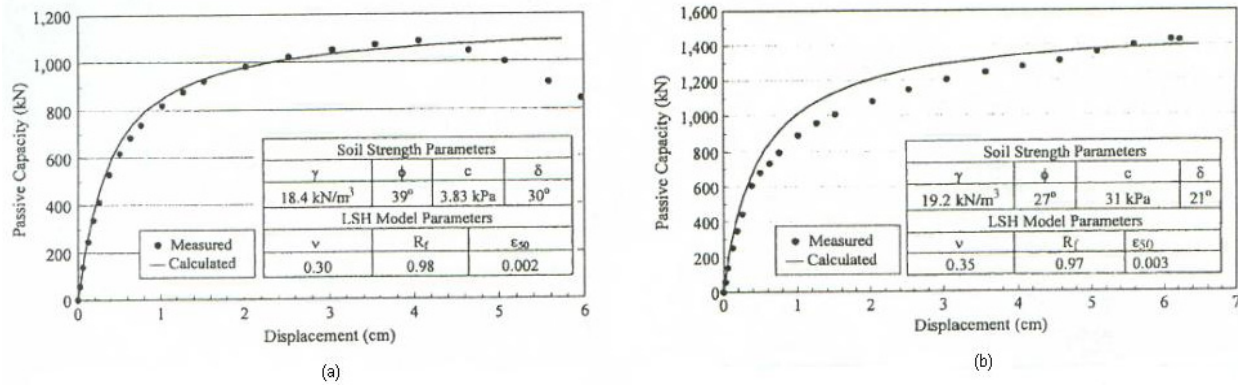 1,200
1,000
800
600
400
200
0
Passive Capacity (kN)
0 1 2 3 4 5 6
Displacement (cm)
Measured
Calculated
Soil Strength Parameters
γ ϕ c δ
18.4 kN/m³ 39° 3.83 kPa 30°
LSH Model Parameters
ν R_f ε₅₀
0.30 0.98 0.002
(a)
1,600
1,400
1,200
1,000
800
600
400
200
0
Passive Capacity (kN)
0 1 2 3 4 5 6 7
Displacement (cm)
Measured
Calculated
Soil Strength Parameters
γ ϕ c δ
19.2 kN/m³ 27° 31 kPa 21°
LSH Model Parameters
ν R_f ε₅₀
0.35 0.97 0.003
(b)